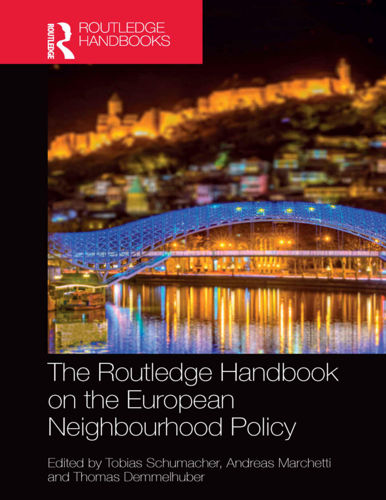 ROUTLEDGE
ROUTLEDGE
HANDBOOKS
The Routledge Handbook
on the European
Neighbourhood Policy
Edited by Tobias Schumacher, Andreas Marchetti
and Thomas Demmelhuber